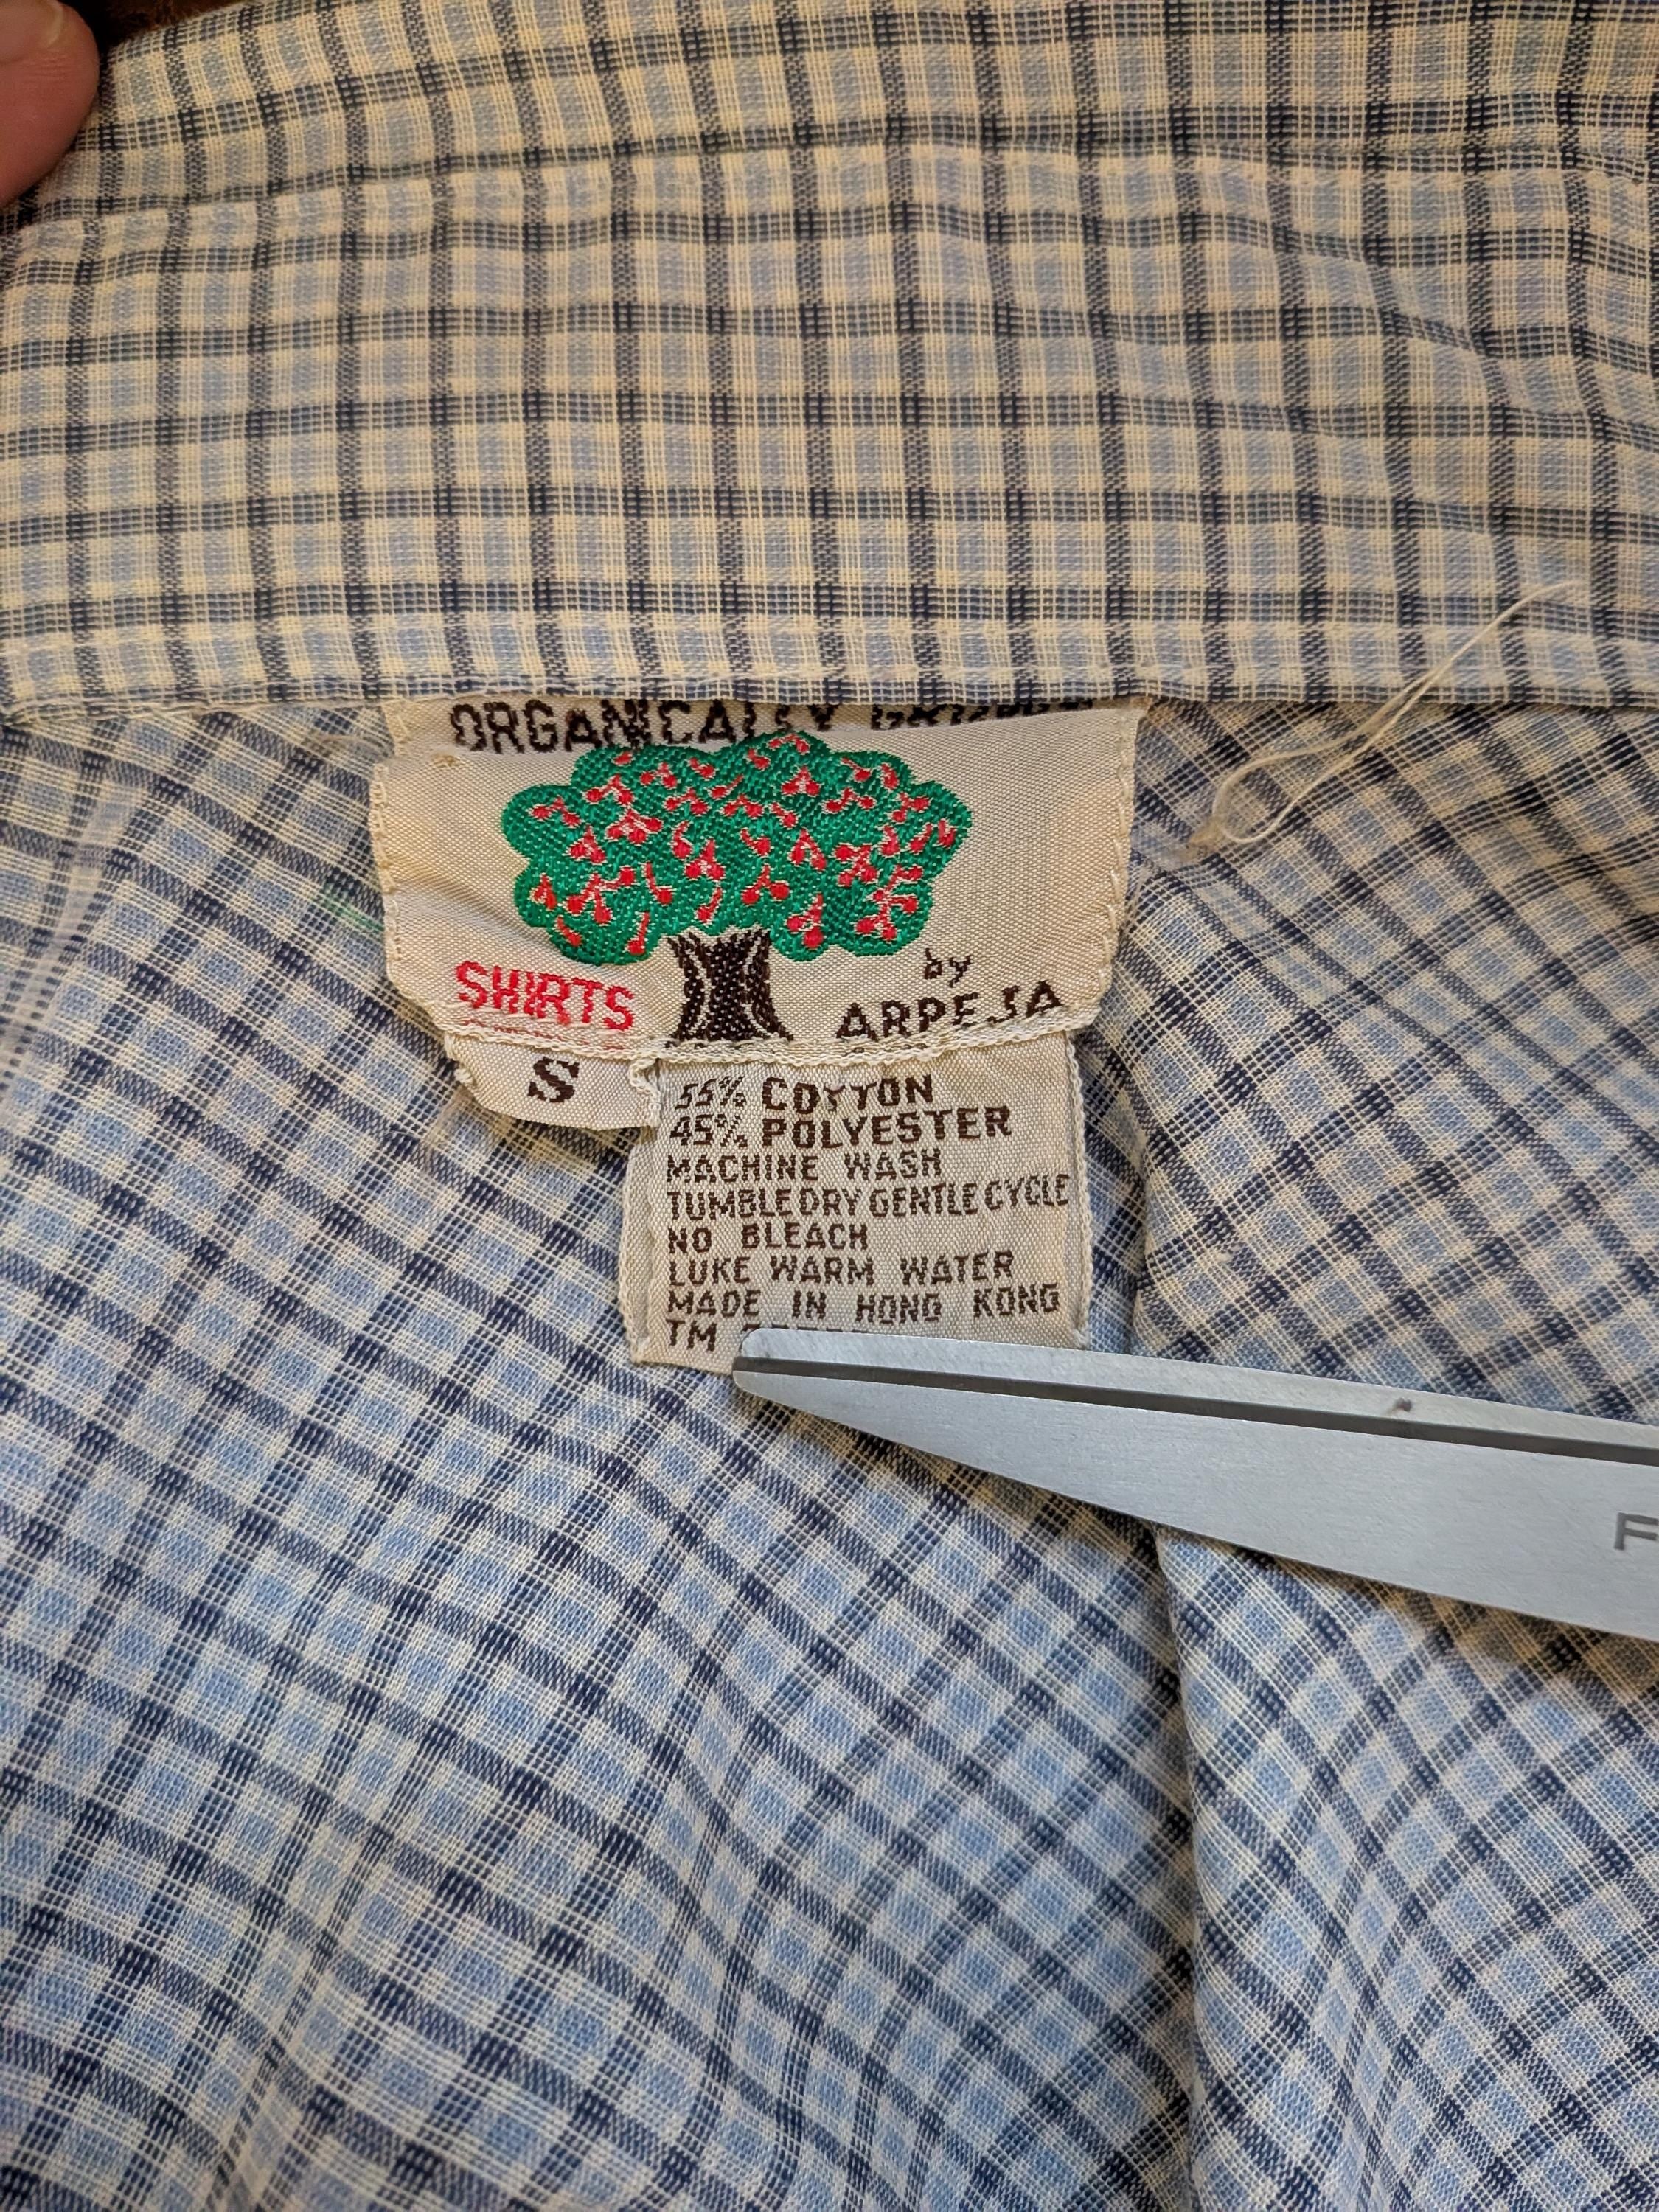 ORGANICALLY GROWN
SHIRTS
by
ARPEJA
S
55% COTTON
45% POLYESTER
MACHINE WASH
TUMBLE DRY GENTLE CYCLE
NO BLEACH
LUKE WARM WATER
MADE IN HONG KONG
TM
F